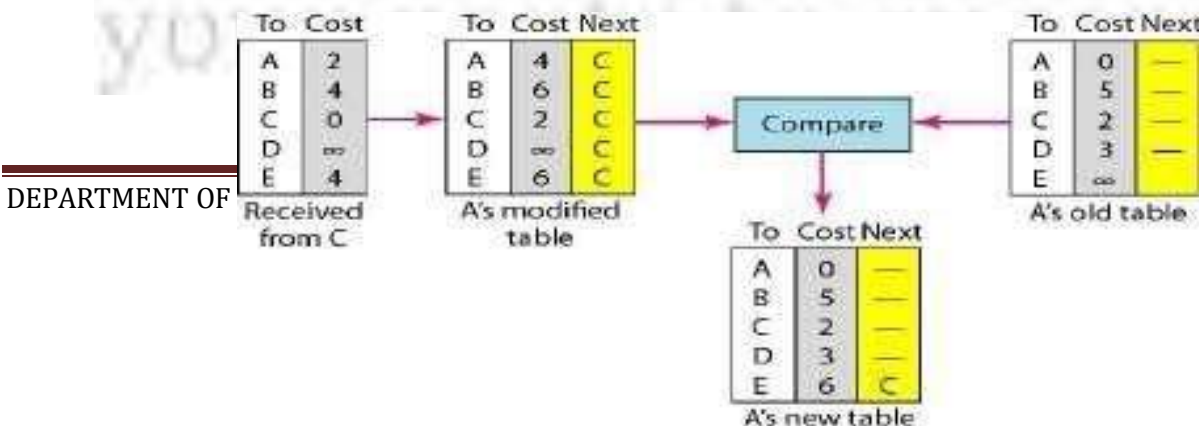 you
To Cost
A 2
B 4
C 0
D ∞
E 4
Received
from C
To Cost Next
A 4 C
B 6 C
C 2 C
D ∞ C
E 6 C
A's modified
table
Compare
To Cost Next
A 0 —
B 5 —
C 2 —
D 3 —
E ∞
A's old table
To Cost Next
A 0 —
B 5 —
C 2 —
D 3 —
E 6 C
A's new table
DEPARTMENT OF